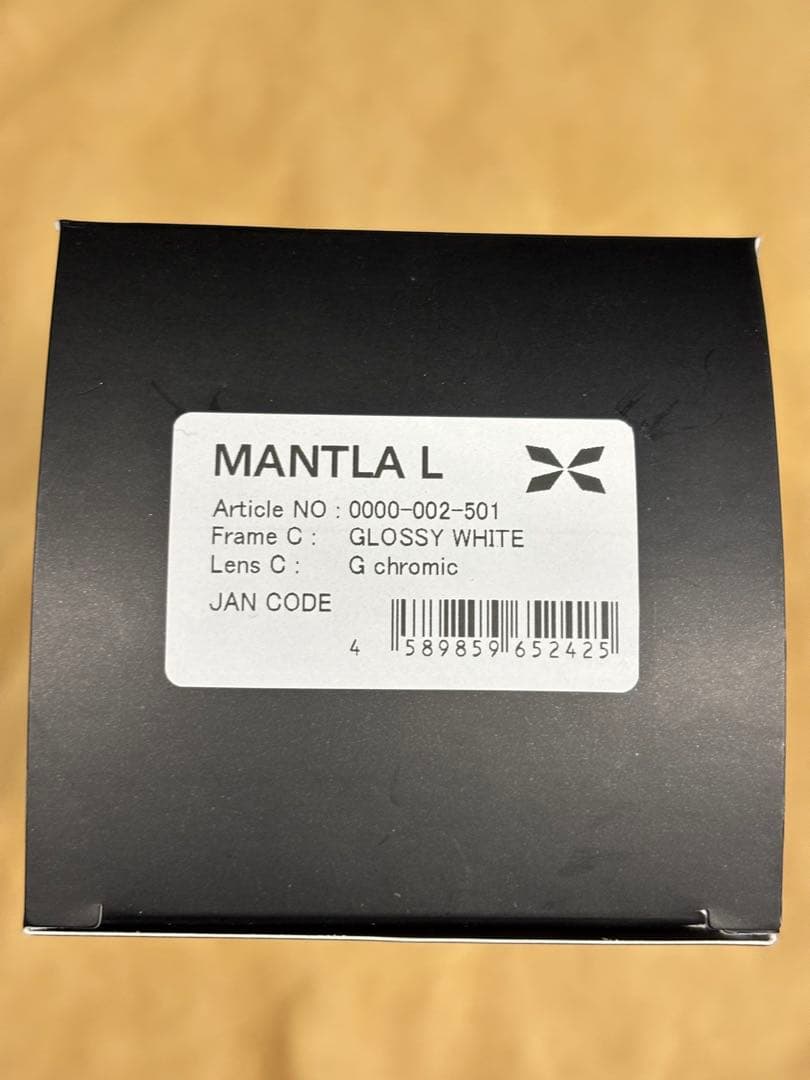 MANTLA L
Article NO : 0000-002-501
Frame C : GLOSSY WHITE
Lens C : G chromic
JAN CODE
4 589859 652425